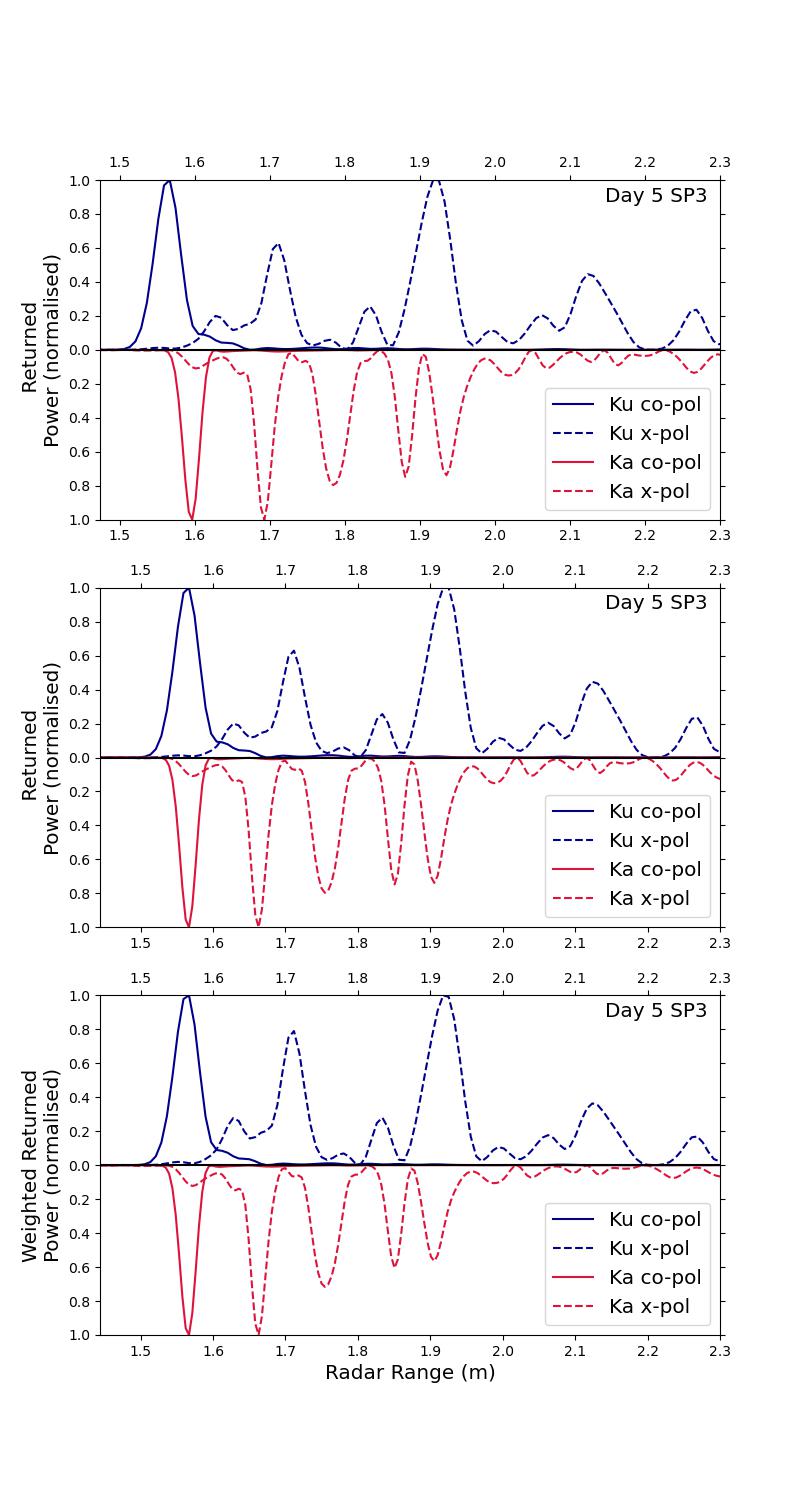 1.5 1.6 1.7 1.8 1.9 2.0 2.1 2.2 2.3
Day 5 SP3
1.0
0.8
0.6
0.4
0.2
0.0
0.2
0.4
0.6
0.8
1.0
Returned
Power (normalised)
Ku co-pol
Ku x-pol
Ka co-pol
Ka x-pol
1.5 1.6 1.7 1.8 1.9 2.0 2.1 2.2 2.3
1.5 1.6 1.7 1.8 1.9 2.0 2.1 2.2 2.3
Day 5 SP3
1.0
0.8
0.6
0.4
0.2
0.0
0.2
0.4
0.6
0.8
1.0
Returned
Power (normalised)
Ku co-pol
Ku x-pol
Ka co-pol
Ka x-pol
1.5 1.6 1.7 1.8 1.9 2.0 2.1 2.2 2.3
1.5 1.6 1.7 1.8 1.9 2.0 2.1 2.2 2.3
Day 5 SP3
1.0
0.8
0.6
0.4
0.2
0.0
0.2
0.4
0.6
0.8
1.0
Weighted Returned
Power (normalised)
Ku co-pol
Ku x-pol
Ka co-pol
Ka x-pol
1.5 1.6 1.7 1.8 1.9 2.0 2.1 2.2 2.3
Radar Range (m)